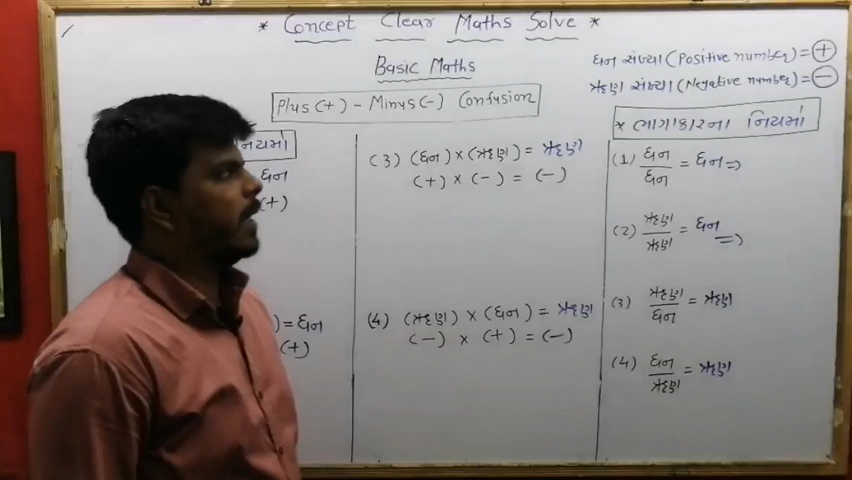 * Concept Clear Maths Solve *
Basic Maths
Plus (+) - Minus (-) Confusion
ધન સંખ્યા (Positive number) = (+)
ઋણ સંખ્યા (Negative number) = (-)
નિયમો
ધન
(+)
) = ધન
(+)
(3) (ધન) × (ઋણ) = ઋણ
(+) × (-) = (-)
(4) (ઋણ) × (ધન) = ઋણ
(-) × (+) = (-)
* ભાગાકારના નિયમો
(1) ધન/ધન = ધન =>
(2) ઋણ/ઋણ = ધન =>
(3) ઋણ/ધન = ઋણ
(4) ધન/ઋણ = ઋણ